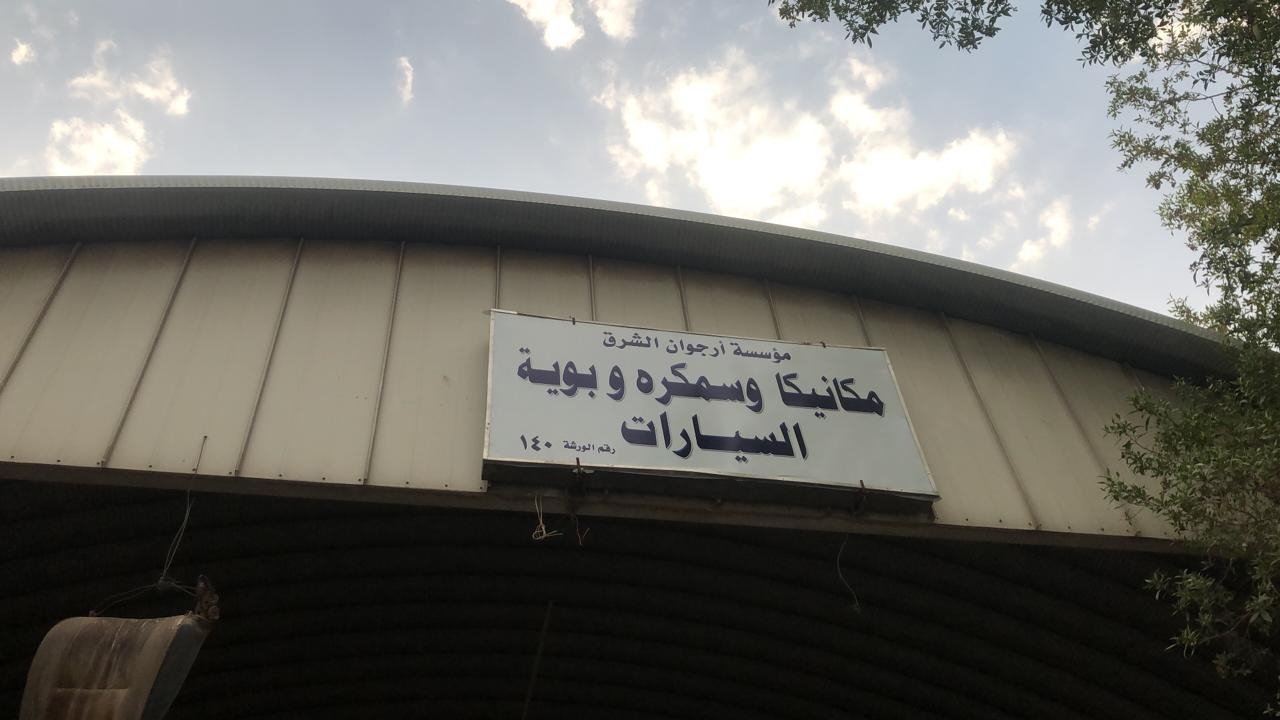 مؤسسة أرجوان الشرق
مكانيكا وسمكره و بوية
السيارات
رقم الورشة ١٤٠